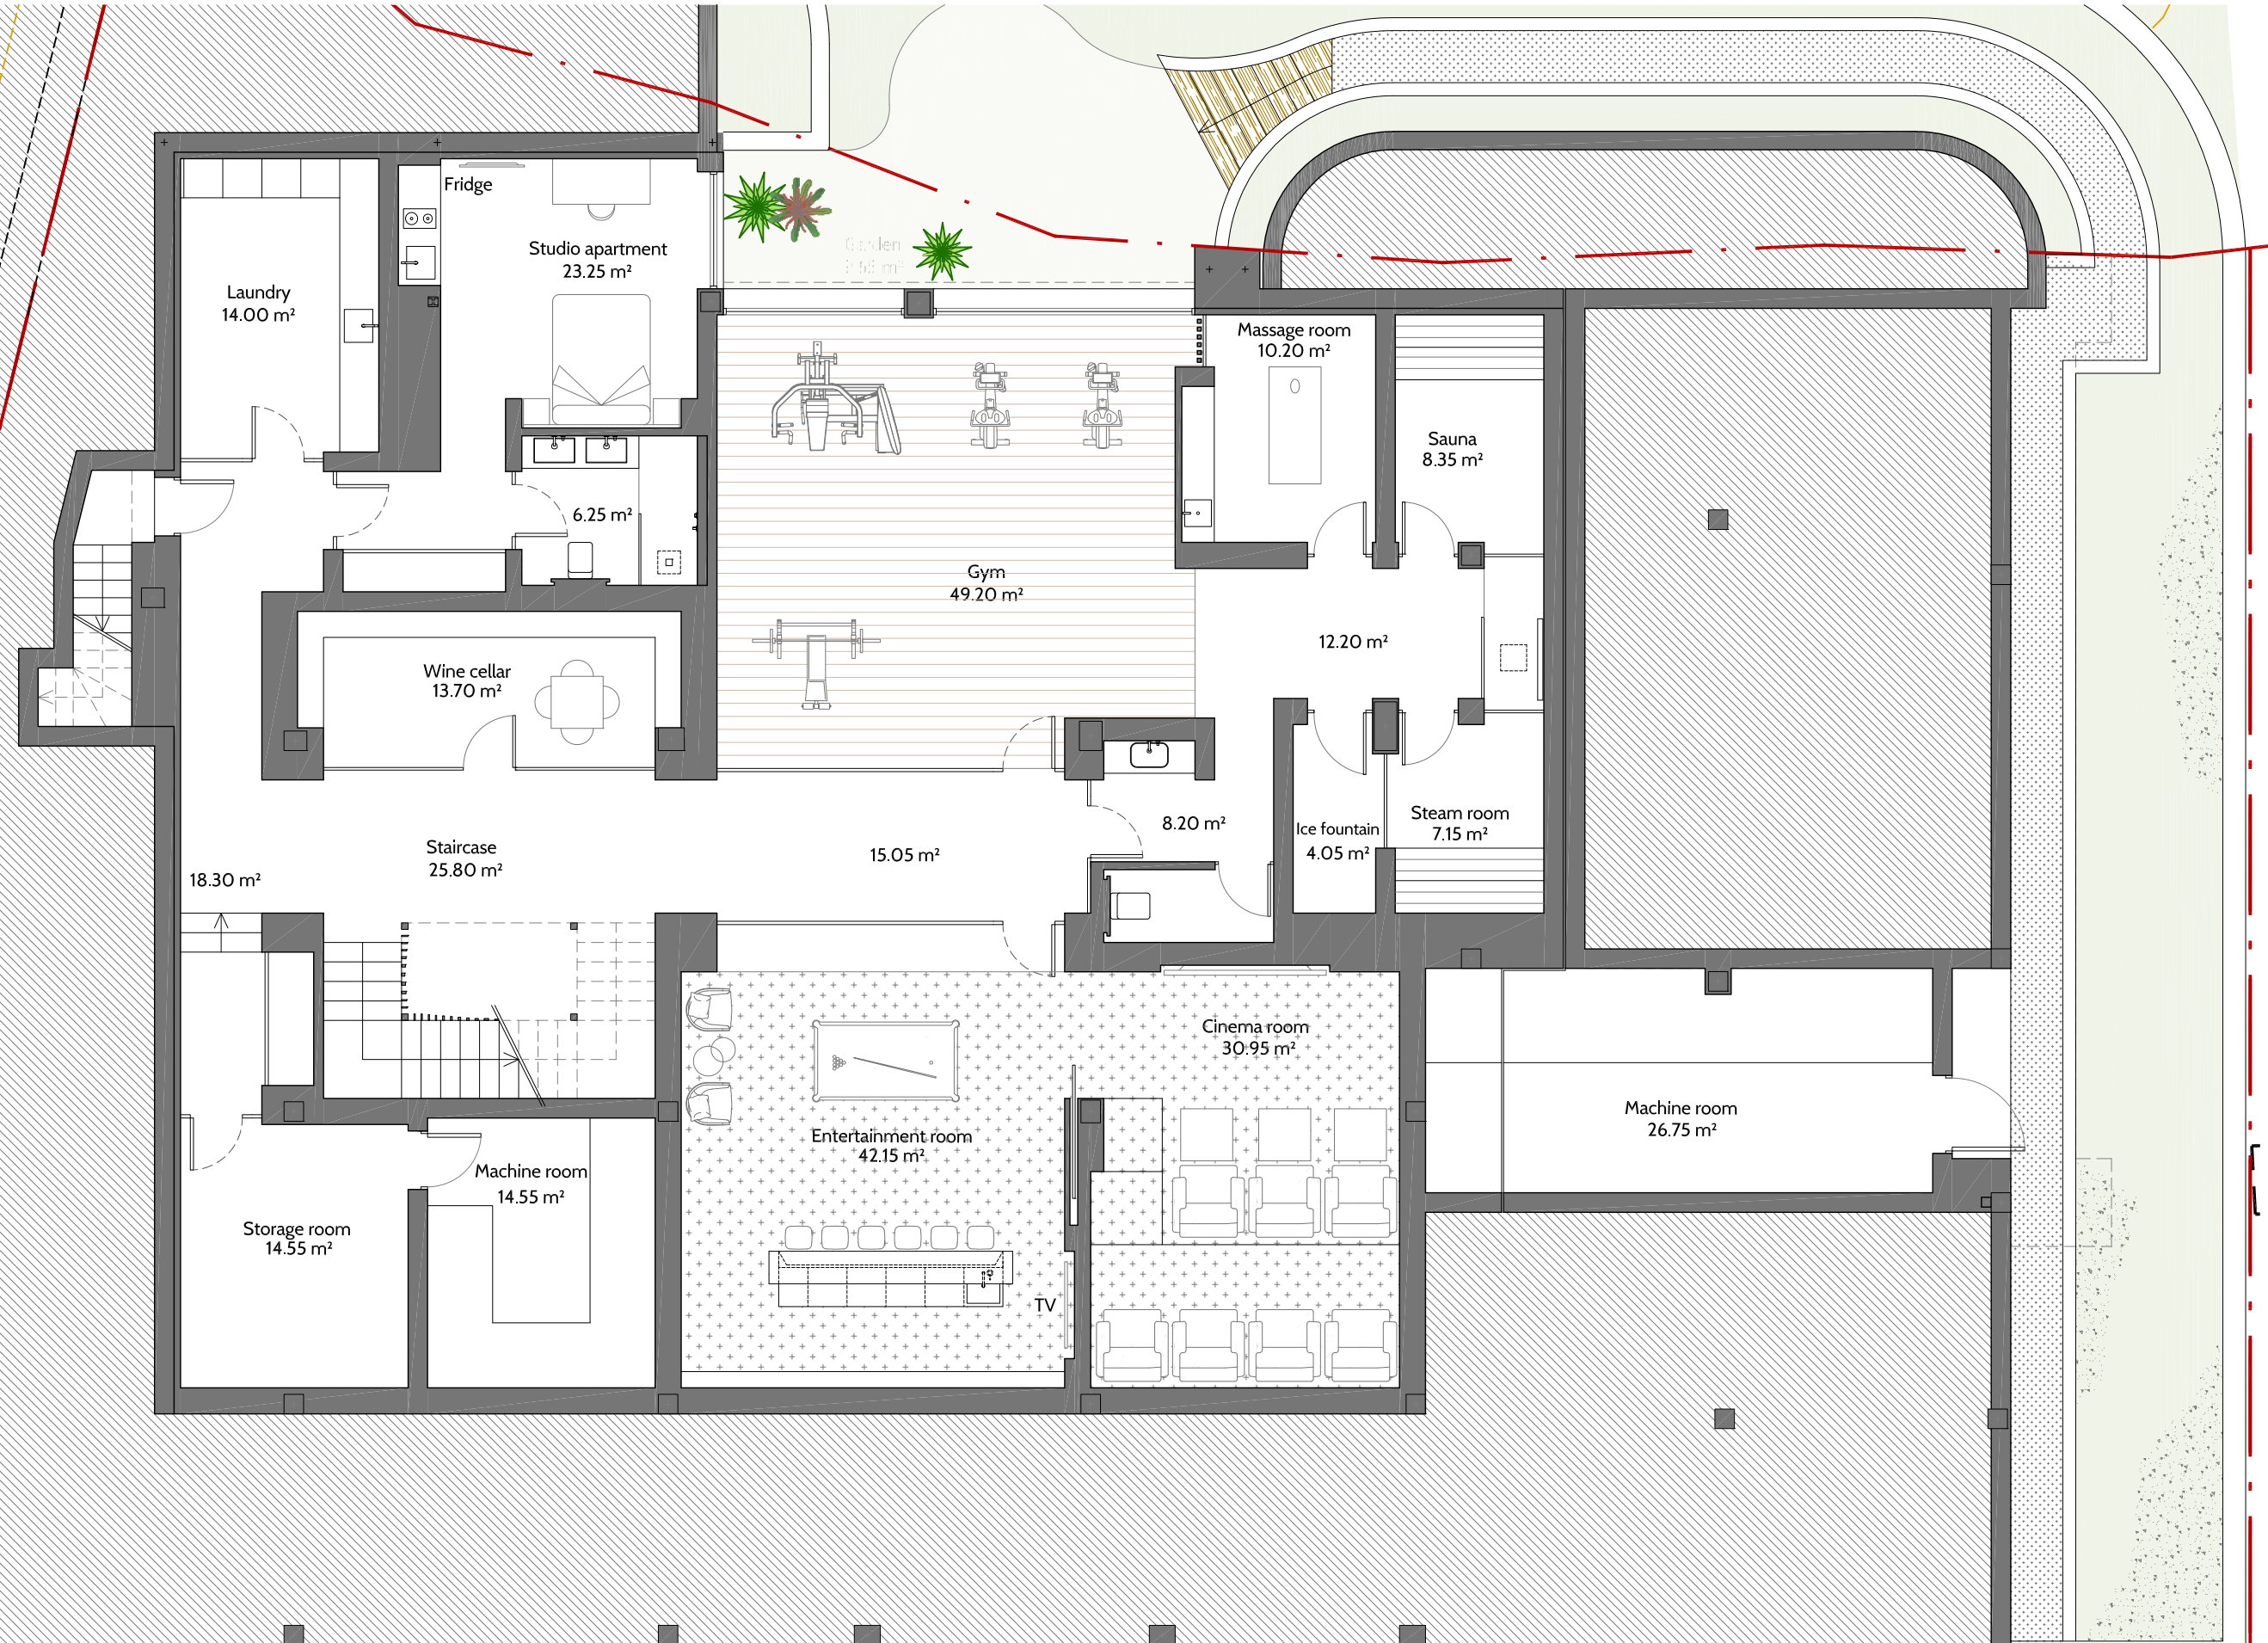 Fridge
Studio apartment
23.25 m²
Laundry
14.00 m²
Massage room
10.20 m²
Sauna
8.35 m²
6.25 m²
Gym
49.20 m²
12.20 m²
Wine cellar
13.70 m²
Steam room
7.15 m²
Ice fountain
4.05 m²
8.20 m²
Staircase
25.80 m²
15.05 m²
18.30 m²
Cinema room
30.95 m²
Machine room
26.75 m²
Entertainment room
42.15 m²
Machine room
14.55 m²
Storage room
14.55 m²
TV